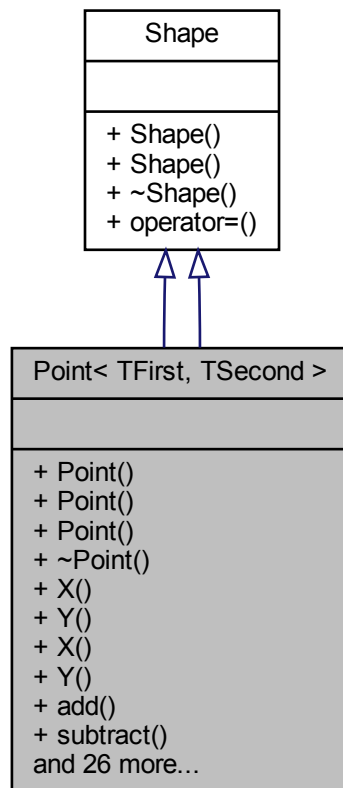 Shape
+ Shape()
+ Shape()
+ ~Shape()
+ operator=()
Point< TFirst, TSecond >
+ Point()
+ Point()
+ Point()
+ ~Point()
+ X()
+ Y()
+ X()
+ Y()
+ add()
+ subtract()
and 26 more...